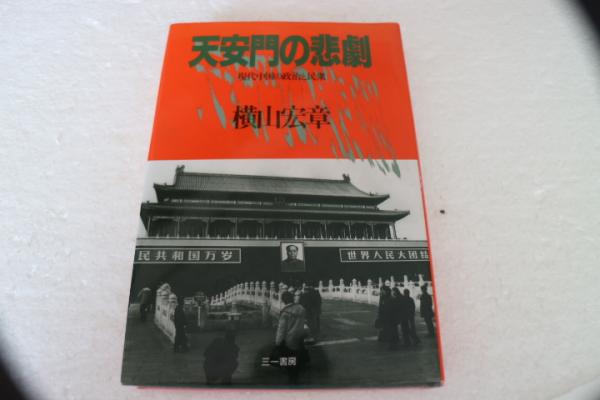 天安門の悲劇
現代中国の政治と民衆
横山宏章
民共和国万岁
世界人民大团结
三一書房